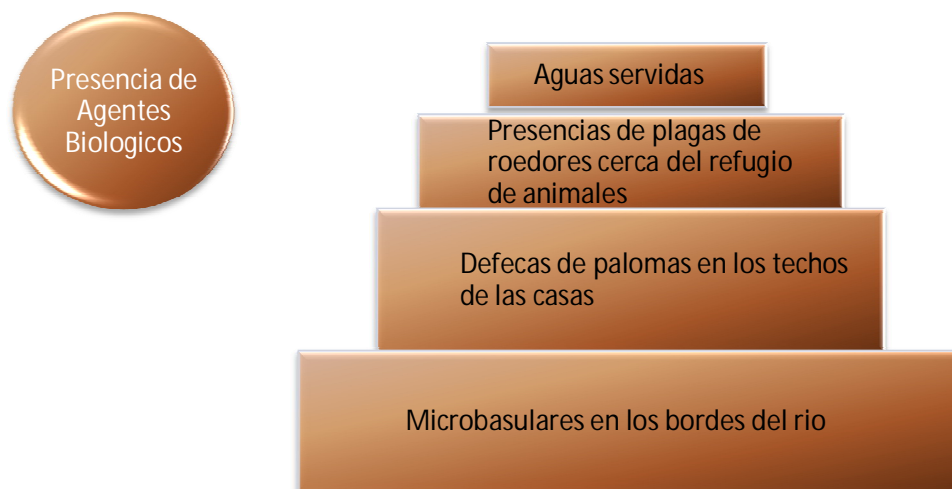 Presencia de
Agentes
Biologicos
Aguas servidas
Presencias de plagas de
roedores cerca del refugio
de animales
Defecas de palomas en los techos
de las casas
Microbasulares en los bordes del rio